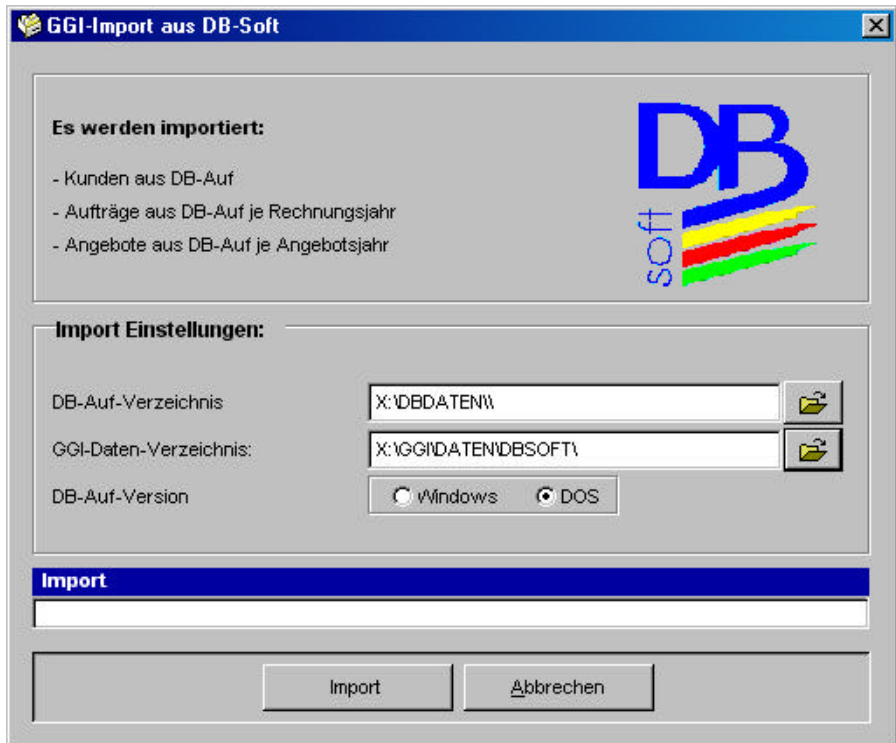 GGI-Import aus DB-Soft
Es werden importiert:
- Kunden aus DB-Auf
- Aufträge aus DB-Auf je Rechnungsjahr
- Angebote aus DB-Auf je Angebotsjahr
DB
soft
Import Einstellungen:
DB-Auf-Verzeichnis X:\DBDATEN\\
GGI-Daten-Verzeichnis: X:\GGI\DATEN\DBSOFT\
DB-Auf-Version Windows DOS
Import
Import Abbrechen